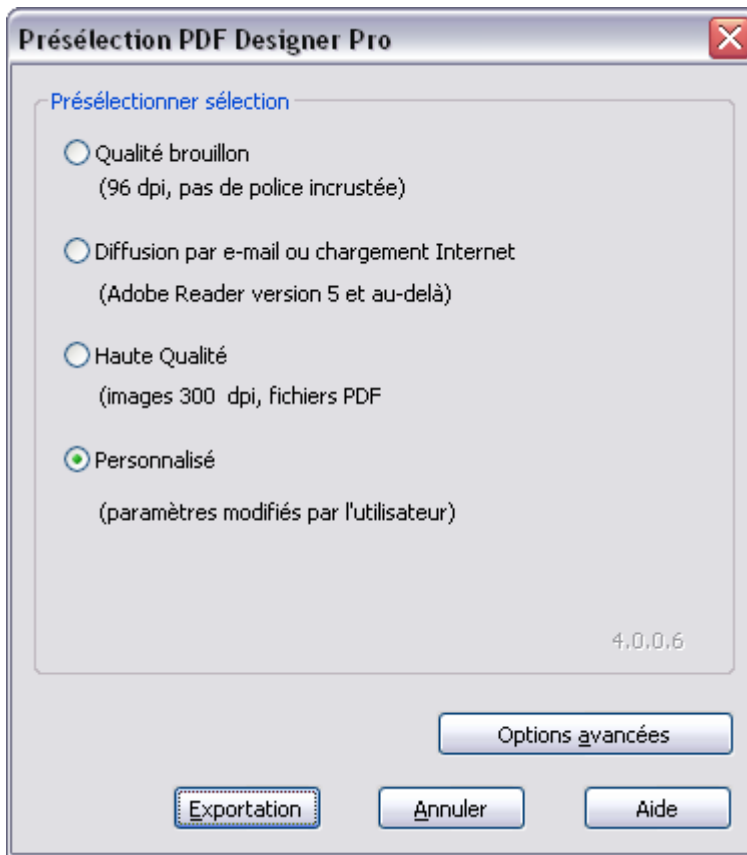 Présélection PDF Designer Pro
Présélectionner sélection
Qualité brouillon
(96 dpi, pas de police incrustée)
Diffusion par e-mail ou chargement Internet
(Adobe Reader version 5 et au-delà)
Haute Qualité
(images 300 dpi, fichiers PDF
Personnalisé
(paramètres modifiés par l'utilisateur)
4.0.0.6
Options avancées
Exportation Annuler Aide